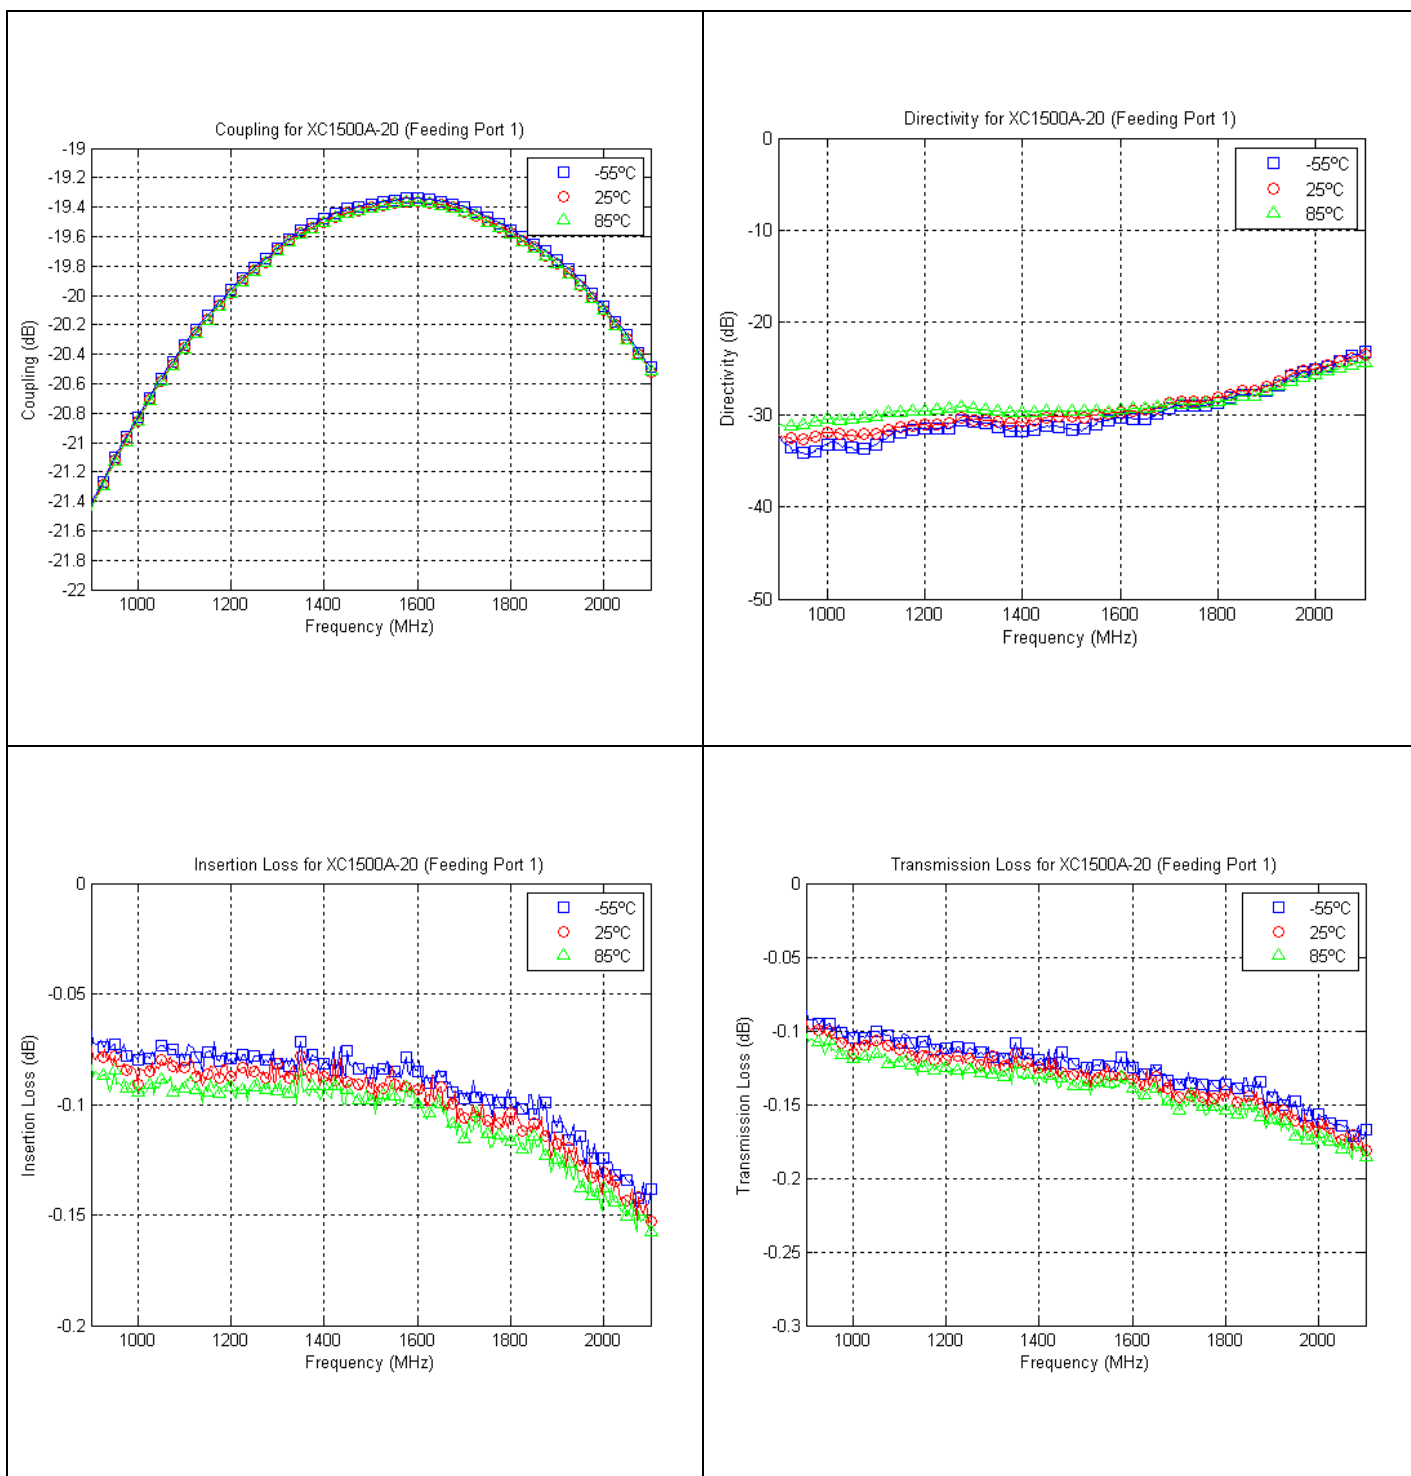 Coupling for XC1500A-20 (Feeding Port 1)
-19
-19.2
-19.4
-19.6
-19.8
-20
-20.2
-20.4
-20.6
-20.8
-21
-21.2
-21.4
-21.6
-21.8
-22
Coupling (dB)
1000 1200 1400 1600 1800 2000
Frequency (MHz)
-55ºC
25ºC
85ºC
Directivity for XC1500A-20 (Feeding Port 1)
0
-10
-20
-30
-40
-50
Directivity (dB)
1000 1200 1400 1600 1800 2000
Frequency (MHz)
-55ºC
25ºC
85ºC
Insertion Loss for XC1500A-20 (Feeding Port 1)
0
-0.05
-0.1
-0.15
-0.2
Insertion Loss (dB)
1000 1200 1400 1600 1800 2000
Frequency (MHz)
-55ºC
25ºC
85ºC
Transmission Loss for XC1500A-20 (Feeding Port 1)
0
-0.05
-0.1
-0.15
-0.2
-0.25
-0.3
Transmission Loss (dB)
1000 1200 1400 1600 1800 2000
Frequency (MHz)
-55ºC
25ºC
85ºC